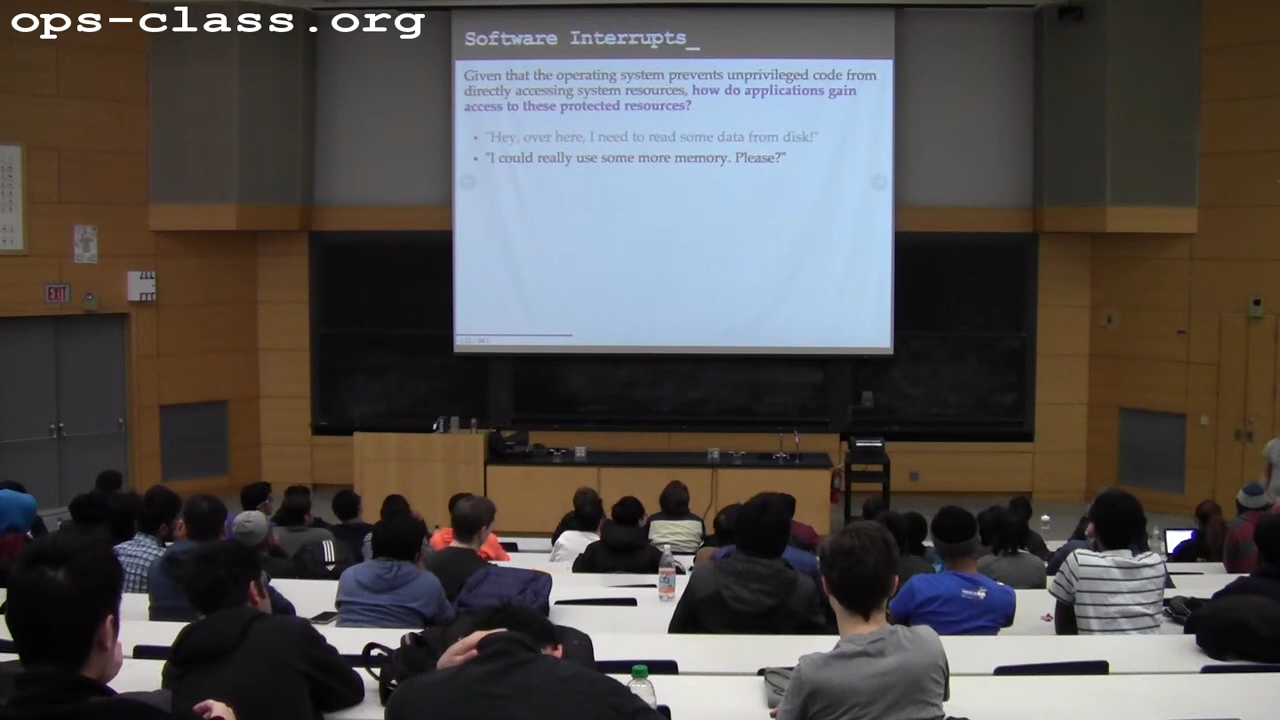 ops-class.org
Software Interrupts_
Given that the operating system prevents unprivileged code from
directly accessing system resources, how do applications gain
access to these protected resources?
• "Hey, over here, I need to read some data from disk!"
• "I could really use some more memory. Please?"
EXIT